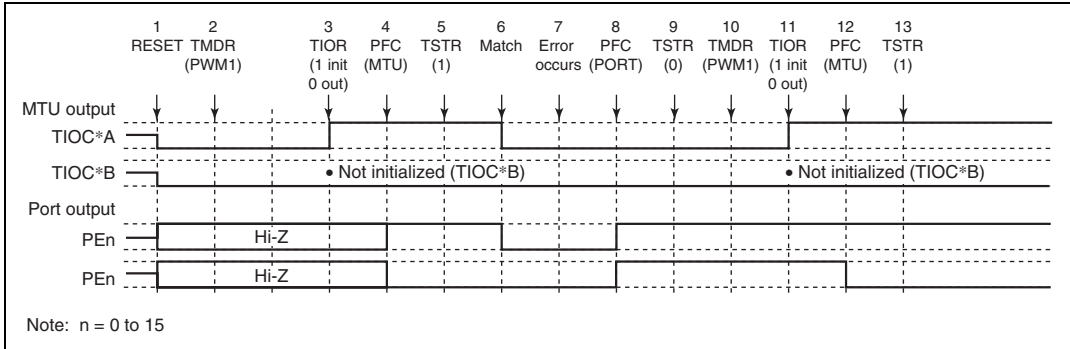 1 2 3 4 5 6 7 8 9 10 11 12 13
RESET TMDR TIOR PFC TSTR Match Error PFC TSTR TMDR TIOR PFC TSTR
(PWM1) (1 init (MTU) (1) occurs (PORT) (0) (PWM1) (1 init (MTU) (1)
0 out) 0 out)
MTU output
TIOC*A
TIOC*B • Not initialized (TIOC*B) • Not initialized (TIOC*B)
Port output
PEn Hi-Z
PEn Hi-Z
Note: n = 0 to 15